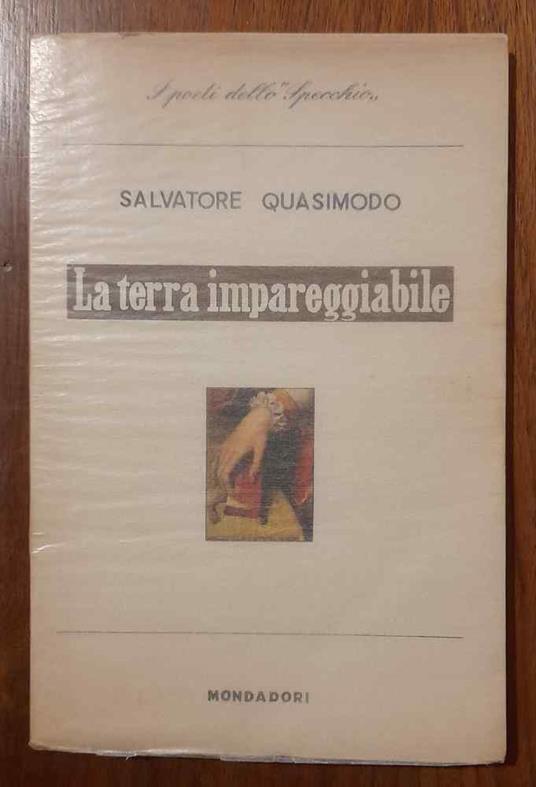 I poeti dello "Specchio"
SALVATORE QUASIMODO
La terra impareggiabile
MONDADORI